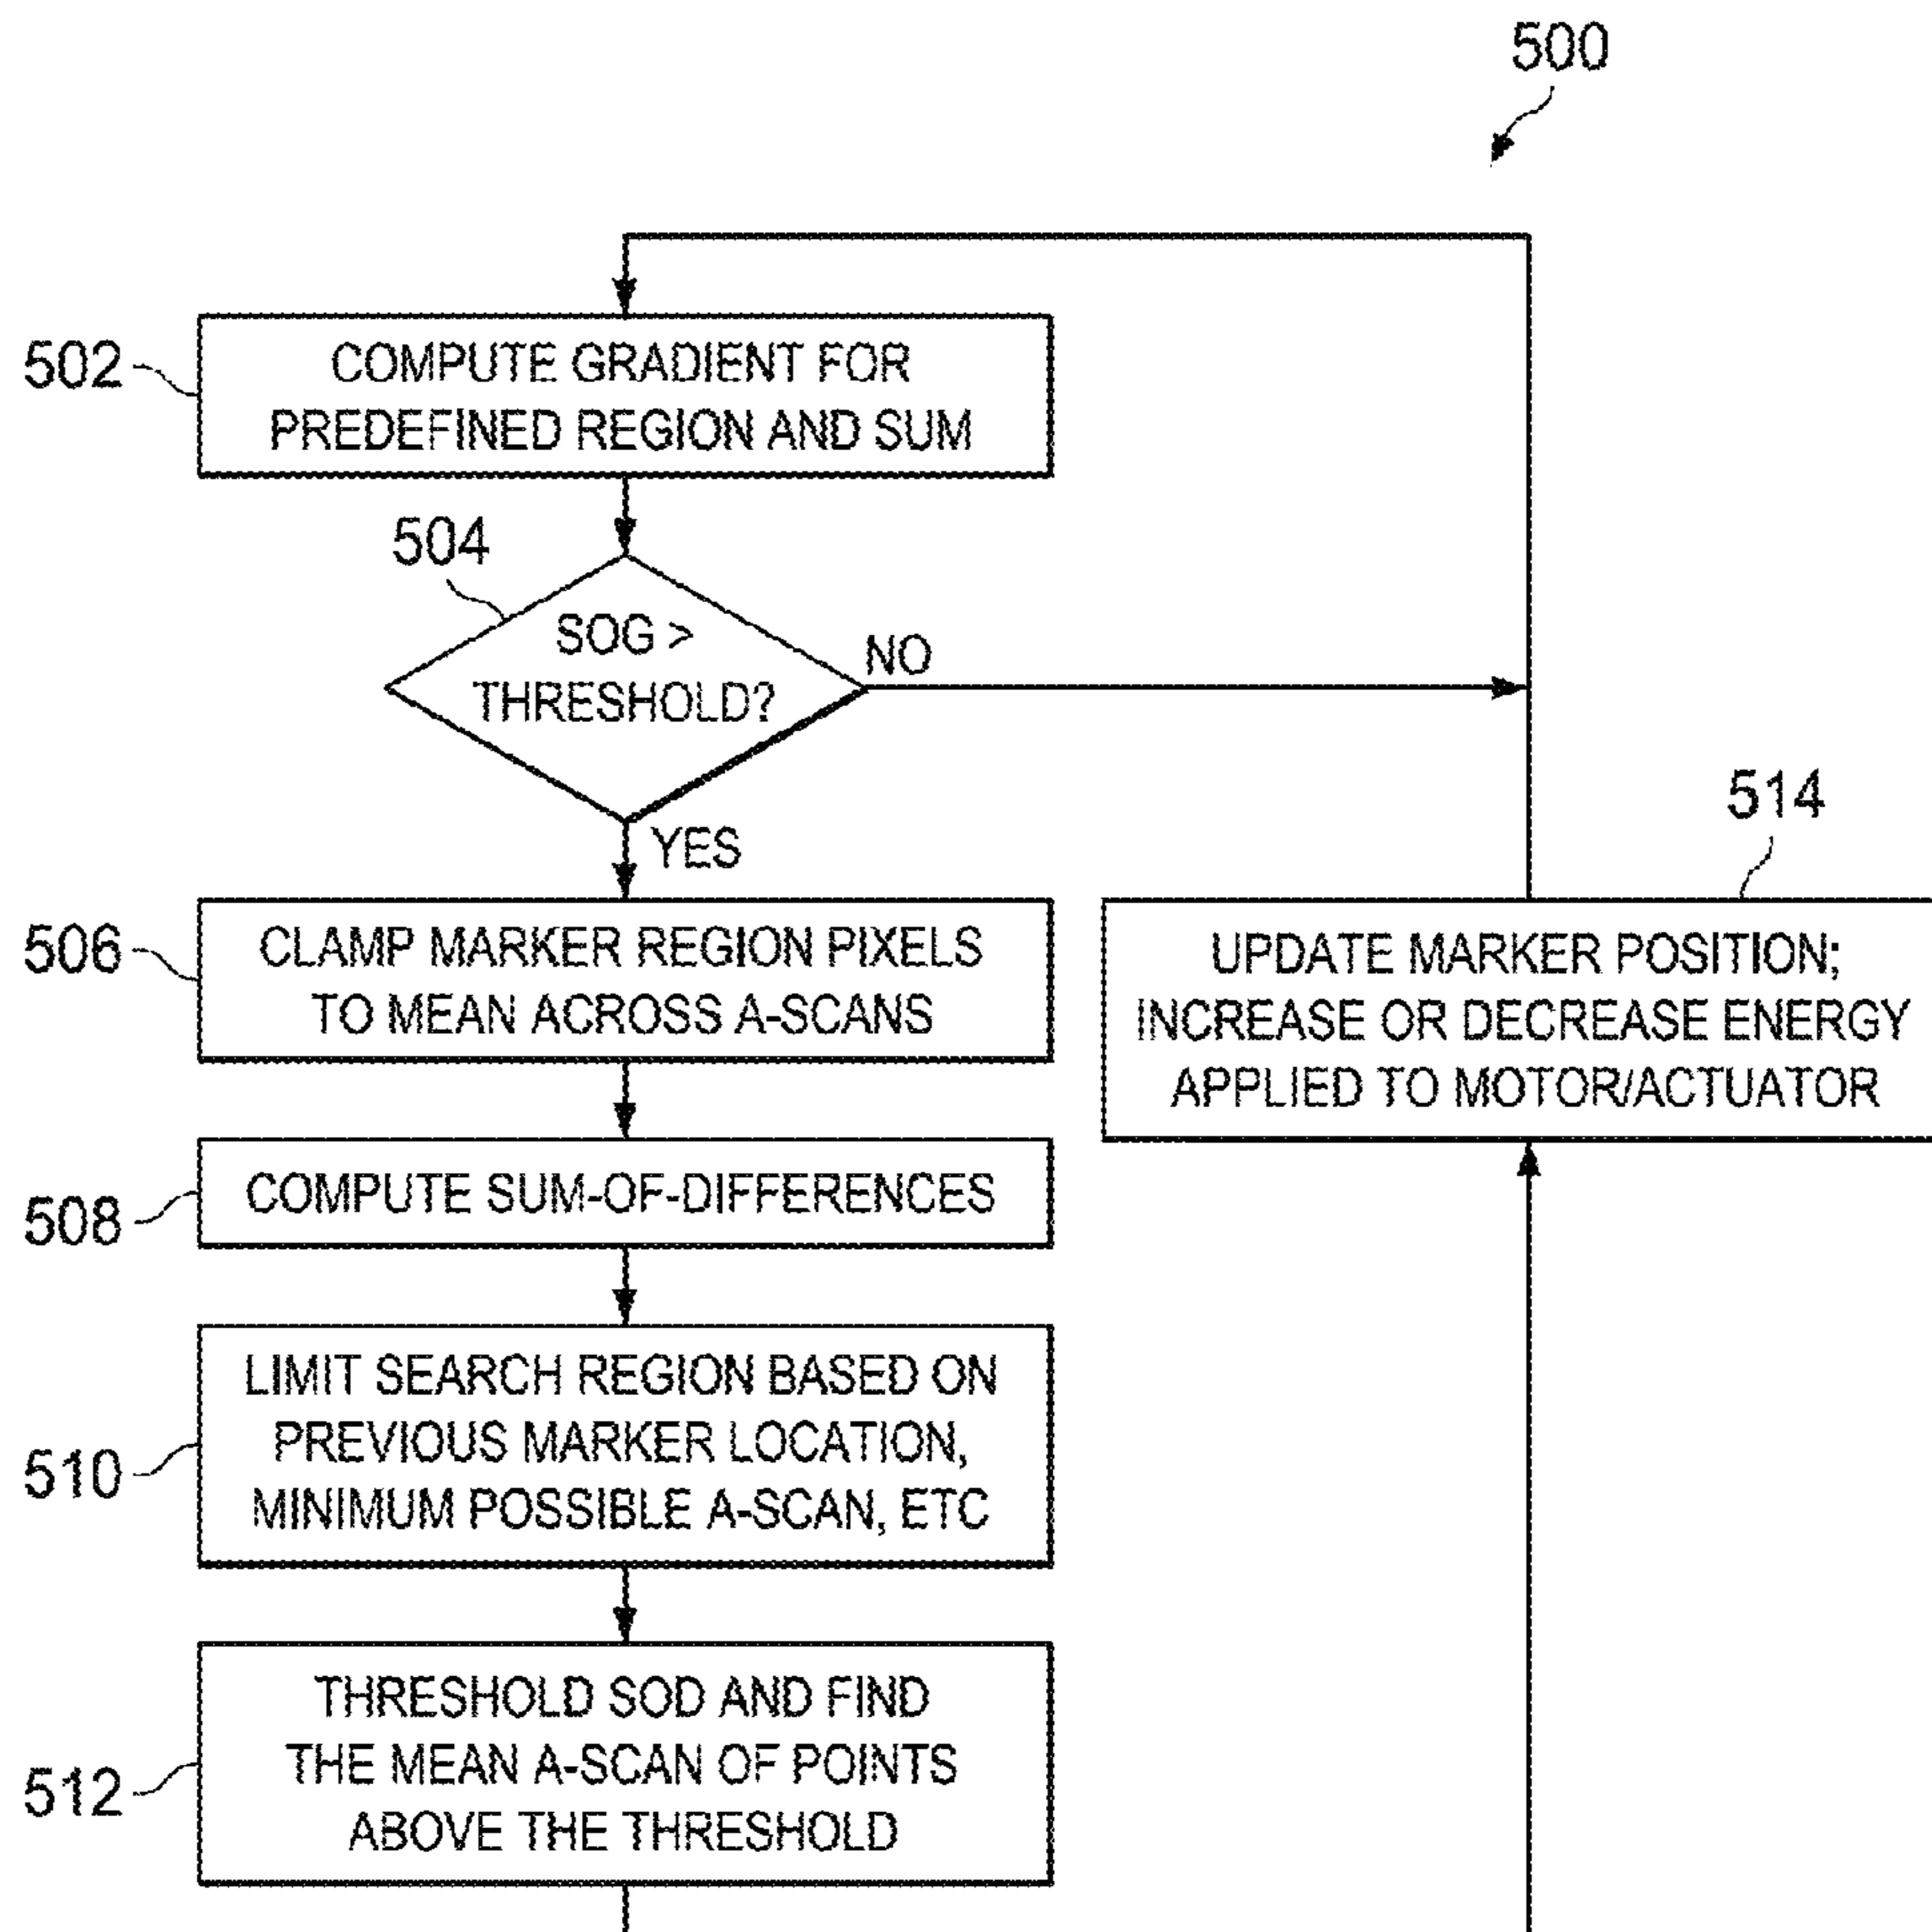 500
502
COMPUTE GRADIENT FOR
PREDEFINED REGION AND SUM
504
SOG >
THRESHOLD?
NO
YES
506
CLAMP MARKER REGION PIXELS
TO MEAN ACROSS A-SCANS
514
UPDATE MARKER POSITION;
INCREASE OR DECREASE ENERGY
APPLIED TO MOTOR/ACTUATOR
508
COMPUTE SUM-OF-DIFFERENCES
510
LIMIT SEARCH REGION BASED ON
PREVIOUS MARKER LOCATION,
MINIMUM POSSIBLE A-SCAN, ETC
512
THRESHOLD SOD AND FIND
THE MEAN A-SCAN OF POINTS
ABOVE THE THRESHOLD